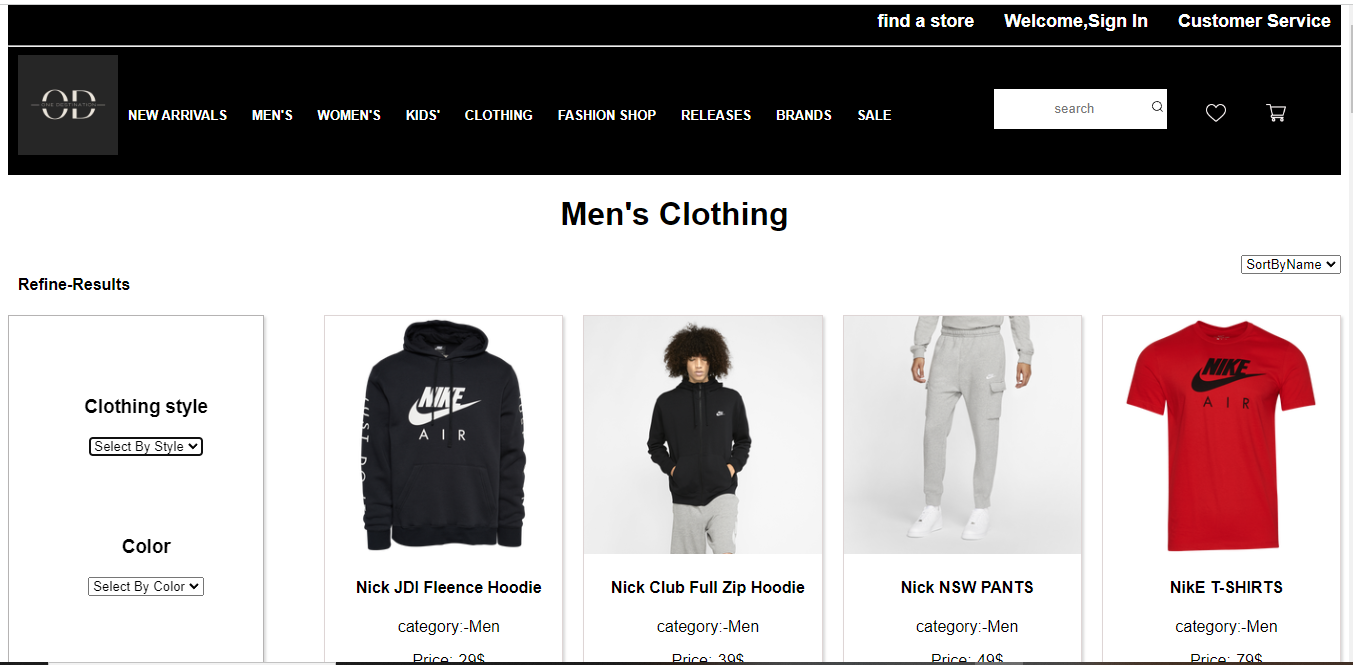 find a store Welcome,Sign In Customer Service
OD
ONE DESTINATION
NEW ARRIVALS MEN'S WOMEN'S KIDS' CLOTHING FASHION SHOP RELEASES BRANDS SALE
search
Men's Clothing
SortByName
Refine-Results
Clothing style
Select By Style
Color
Select By Color
NIKE
AIR
JUST DO
NIKE
AIR
Nick JDI Fleence Hoodie
category:-Men
Price: 29$
Nick Club Full Zip Hoodie
category:-Men
Price: 39$
Nick NSW PANTS
category:-Men
Price: 49$
NikE T-SHIRTS
category:-Men
Price: 79$